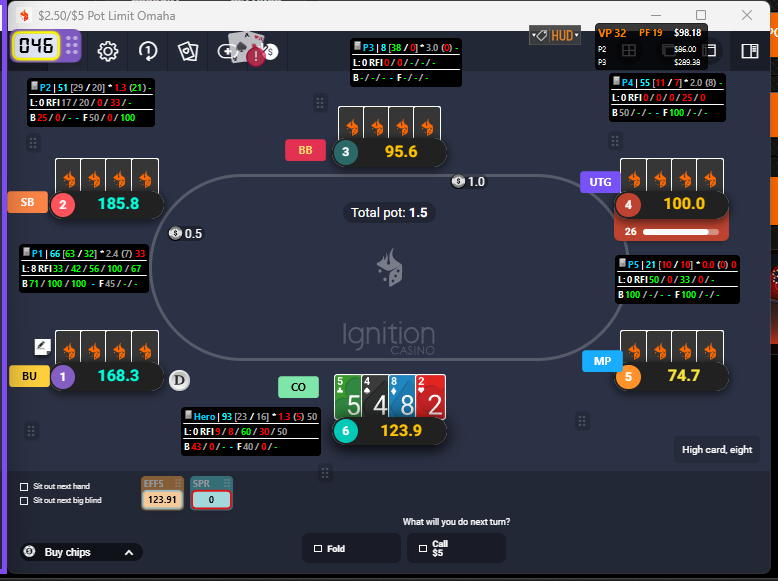 $2.50/$5 Pot Limit Omaha
046
HUD
VP 32 PF 19 $98.18
P2 $86.00
P3 $289.38
P3 | 8 [38 / 0] * 3.0 (0) -
L: 0 RFI 0 / 0 / - / - / -
B - / - / - - F - / - / -
P2 | 51 [29 / 20] * 1.3 (21) -
L: 0 RFI 17 / 20 / 0 / 33 / -
B 25 / 0 / - - F 50 / 0 / 100
P4 | 55 [11 / 7] * 2.0 (8) -
L: 0 RFI 0 / 0 / 0 / 25 / 0
B 50 / - / - - F 100 / - / -
BB
3
95.6
1.0
UTG
4
100.0
26
SB
2
185.8
Total pot: 1.5
0.5
P1 | 66 [63 / 32] * 2.4 (7) 33
L: 8 RFI 33 / 42 / 56 / 100 / 67
B 71 / 100 / 100 - F 45 / - / -
P5 | 21 [10 / 10] * 0.0 (0) 0
L: 0 RFI 50 / 0 / 33 / 0 / -
B 100 / - / - - F 100 / - / -
Ignition
CASINO
BU
1
168.3
D
MP
5
74.7
CO
5 4 8 2
5 4 8 2
6
123.9
Hero | 93 [23 / 16] * 1.3 (5) 50
L: 0 RFI 9 / 8 / 60 / 30 / 50
B 43 / 0 / - - F 40 / 0 / -
High card, eight
Sit out next hand
Sit out next big blind
EFFS
123.91
SPR
0
What will you do next turn?
Buy chips
Fold
Call
$5